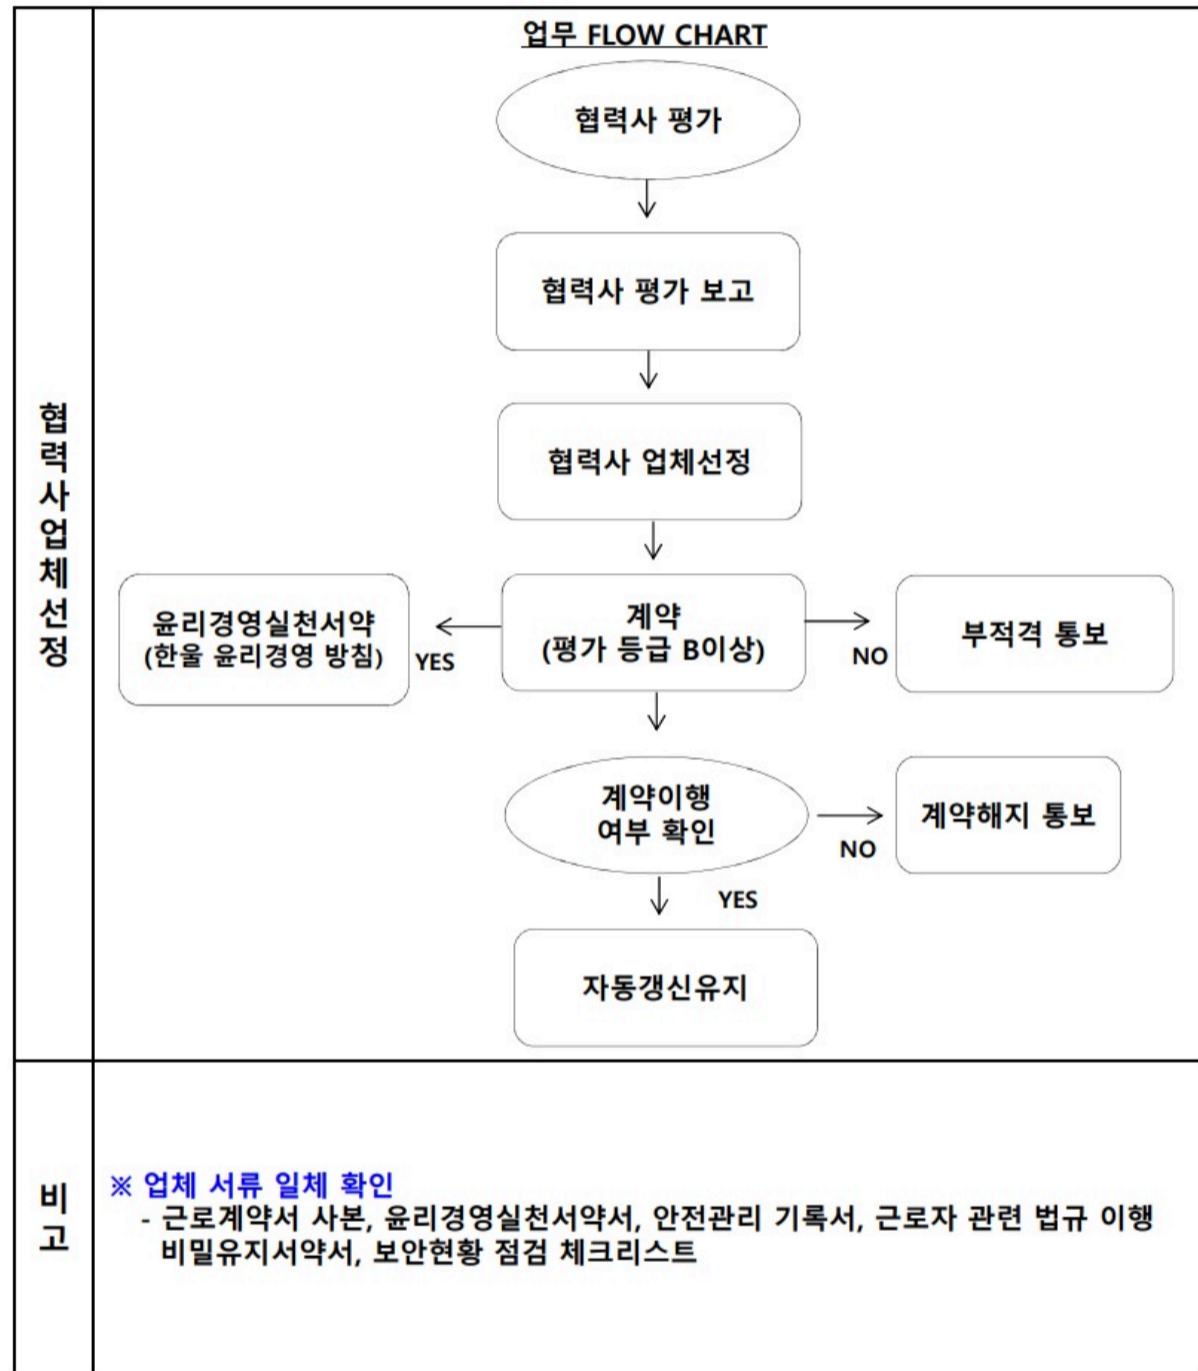 업무 FLOW CHART
협력사 평가
협력사 평가 보고
협력사업체선정
협력사 업체선정
윤리경영실천서약
(한울 윤리경영 방침)
YES
계약
(평가 등급 B이상)
NO
부적격 통보
계약이행
여부 확인
NO
계약해지 통보
YES
자동갱신유지
비고
※ 업체 서류 일체 확인
- 근로계약서 사본, 윤리경영실천서약서, 안전관리 기록서, 근로자 관련 법규 이행
비밀유지서약서, 보안현황 점검 체크리스트